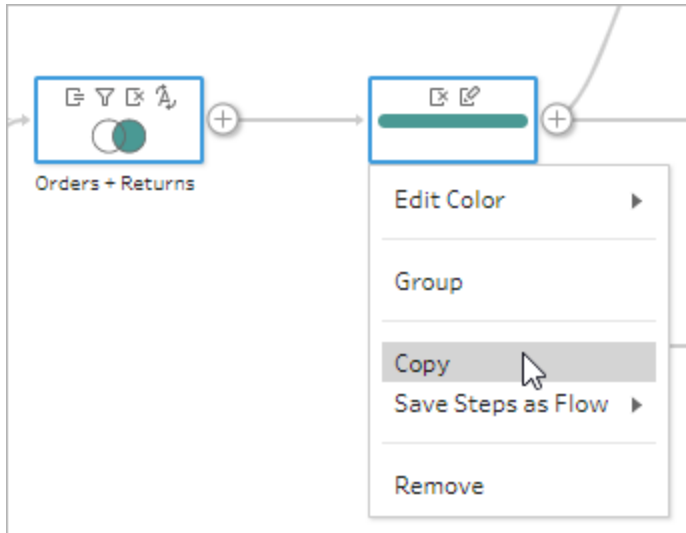 Orders + Returns
Edit Color
Group
Copy
Save Steps as Flow
Remove